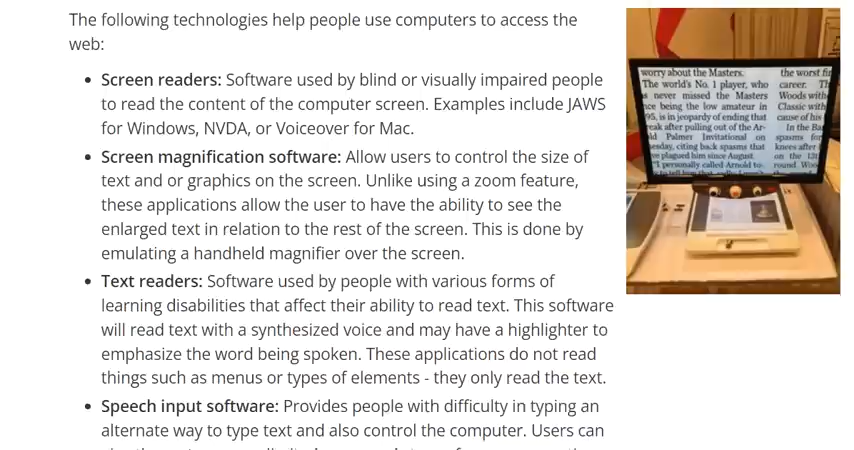 The following technologies help people use computers to access the
web:
Screen readers: Software used by blind or visually impaired people
to read the content of the computer screen. Examples include JAWS
for Windows, NVDA, or Voiceover for Mac.
Screen magnification software: Allow users to control the size of
text and or graphics on the screen. Unlike using a zoom feature,
these applications allow the user to have the ability to see the
enlarged text in relation to the rest of the screen. This is done by
emulating a handheld magnifier over the screen.
Text readers: Software used by people with various forms of
learning disabilities that affect their ability to read text. This software
will read text with a synthesized voice and may have a highlighter to
emphasize the word being spoken. These applications do not read
things such as menus or types of elements - they only read the text.
Speech input software: Provides people with difficulty in typing an
alternate way to type text and also control the computer. Users can
worry about the Masters.
The world's No. 1 player, who
never missed the Masters
being the low amateur in
95, is in jeopardy of ending that
after pulling out of the Ar-
Palmer Invitational on
citing back spasms that
plagued him since August.
"I personally called Arnold to
the worst
career.
Woods with
Classic with
cause of his
In the
spasms
knees after
on the
round